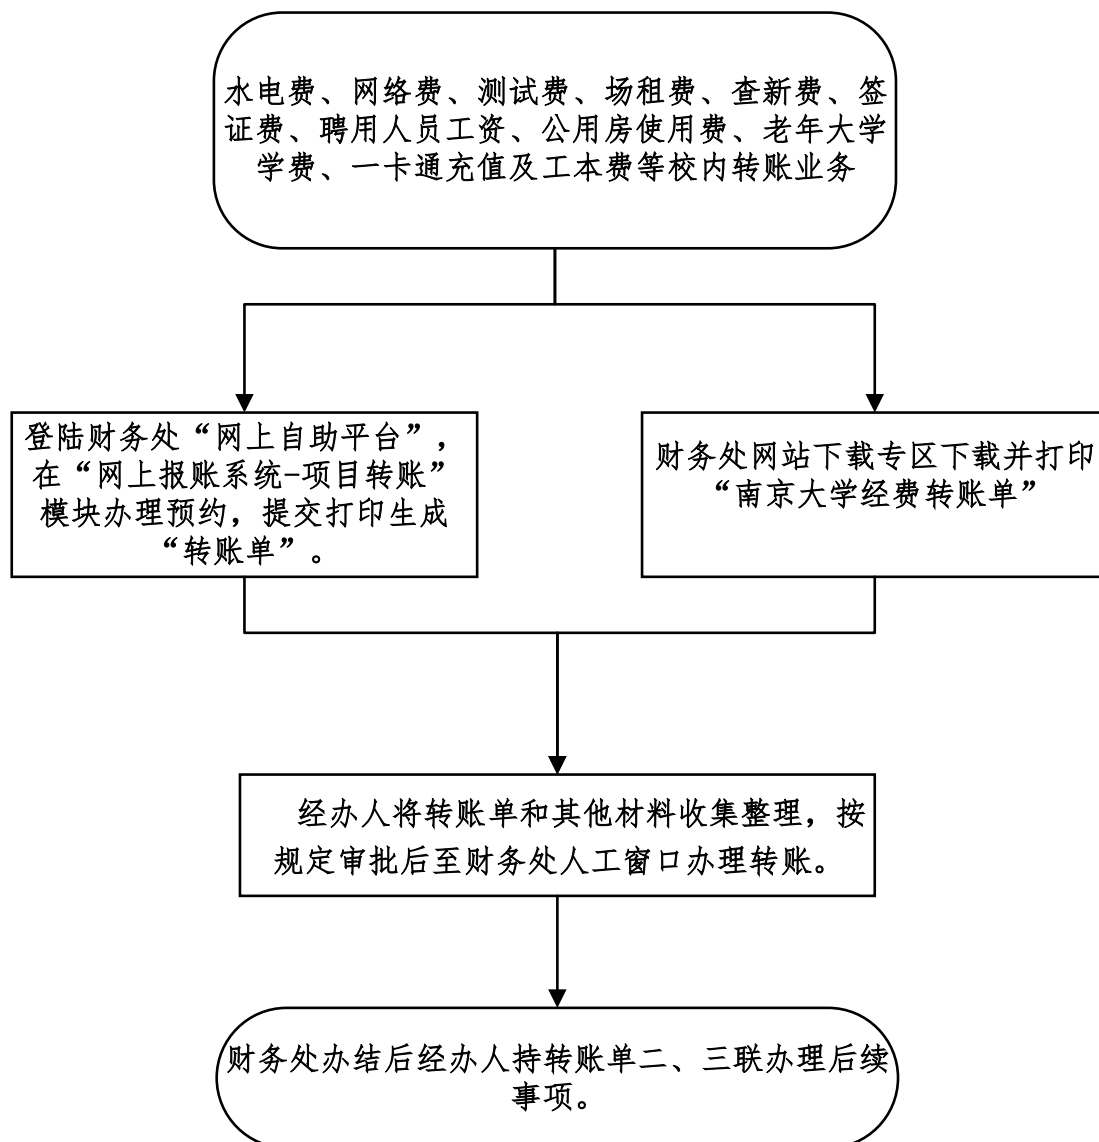 水电费、网络费、测试费、场租费、查新费、签
证费、聘用人员工资、公用房使用费、老年大学
学费、一卡通充值及工本费等校内转账业务
登陆财务处“网上自助平台”，
在“网上报账系统-项目转账”
模块办理预约，提交打印生成
“转账单”。
财务处网站下载专区下载并打印
“南京大学经费转账单”
经办人将转账单和其他材料收集整理，按
规定审批后至财务处人工窗口办理转账。
财务处办结后经办人持转账单二、三联办理后续
事项。